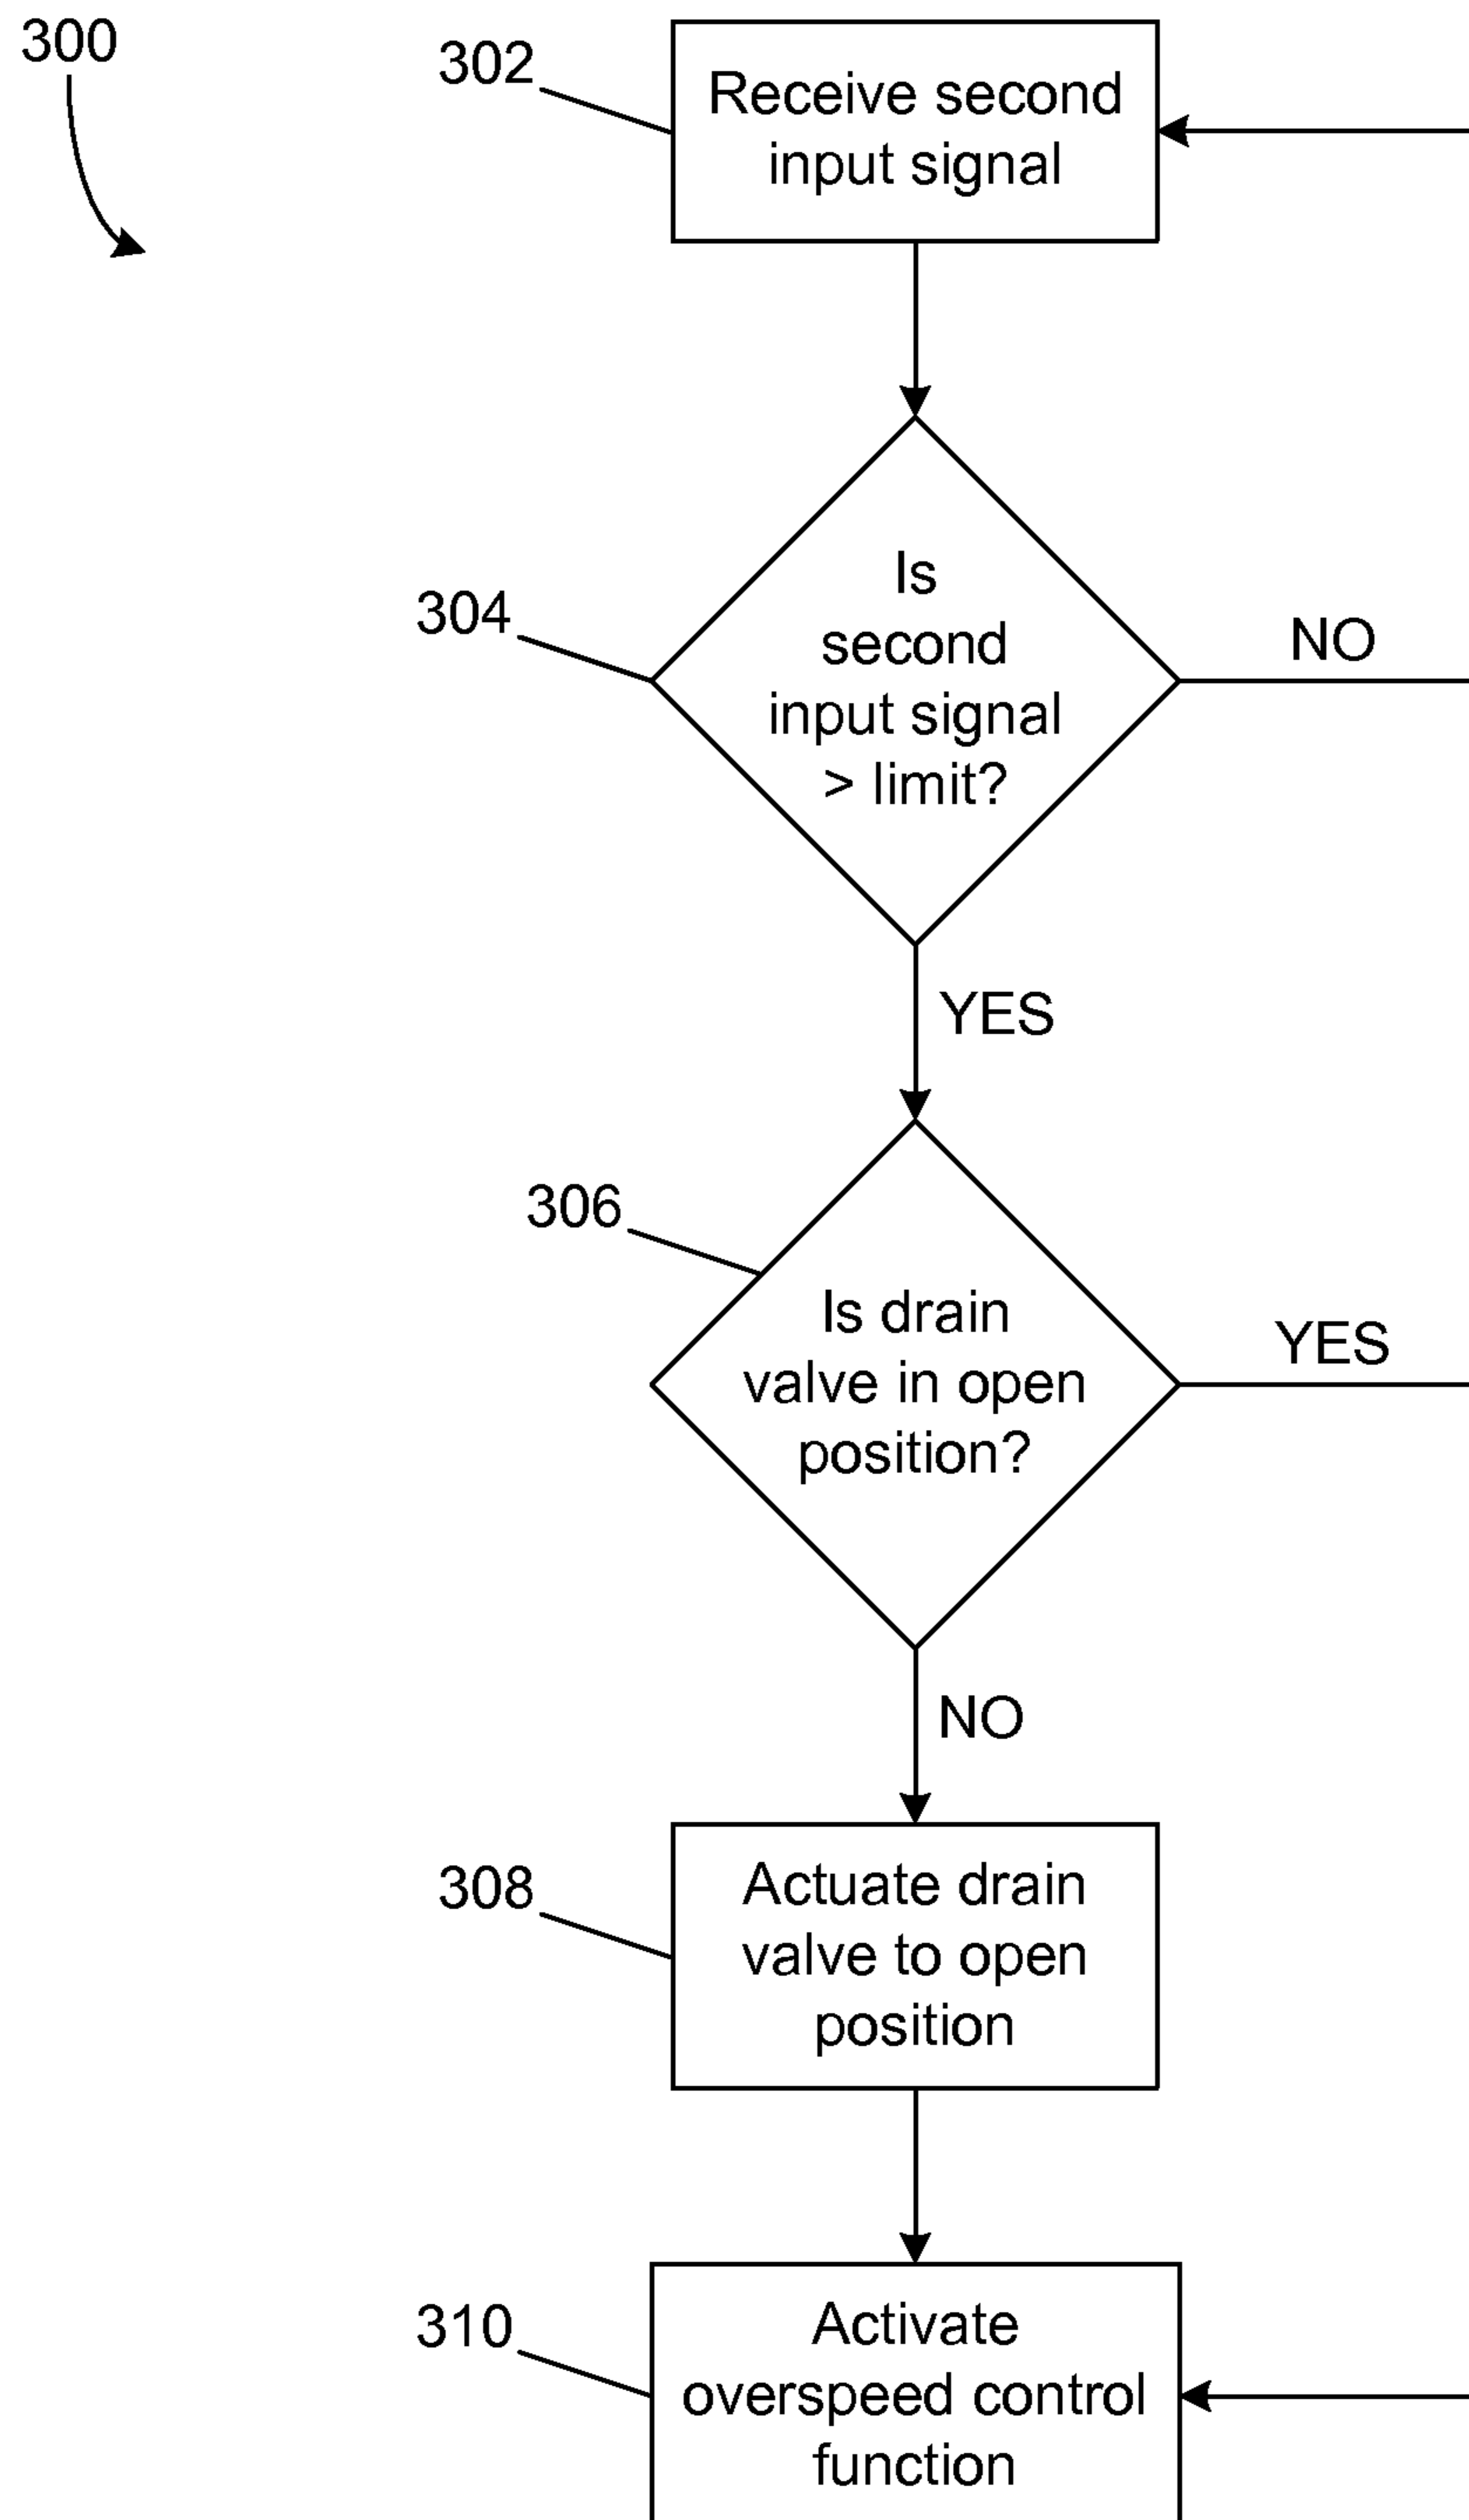 300
302
Receive second
input signal
304
Is
second
input signal
> limit?
NO
YES
306
Is drain
valve in open
position?
YES
NO
308
Actuate drain
valve to open
position
310
Activate
overspeed control
function